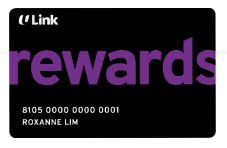 Link
rewards
8105 0000 0000 0001
ROXANNE LIM